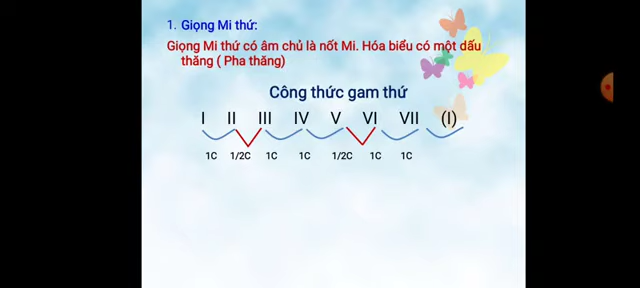 1. Giọng Mi thứ:
Giọng Mi thứ có âm chủ là nốt Mi. Hóa biểu có một dấu
thăng ( Pha thăng)
Công thức gam thứ
I II III IV V VI VII (I)
1C 1/2C 1C 1C 1/2C 1C 1C